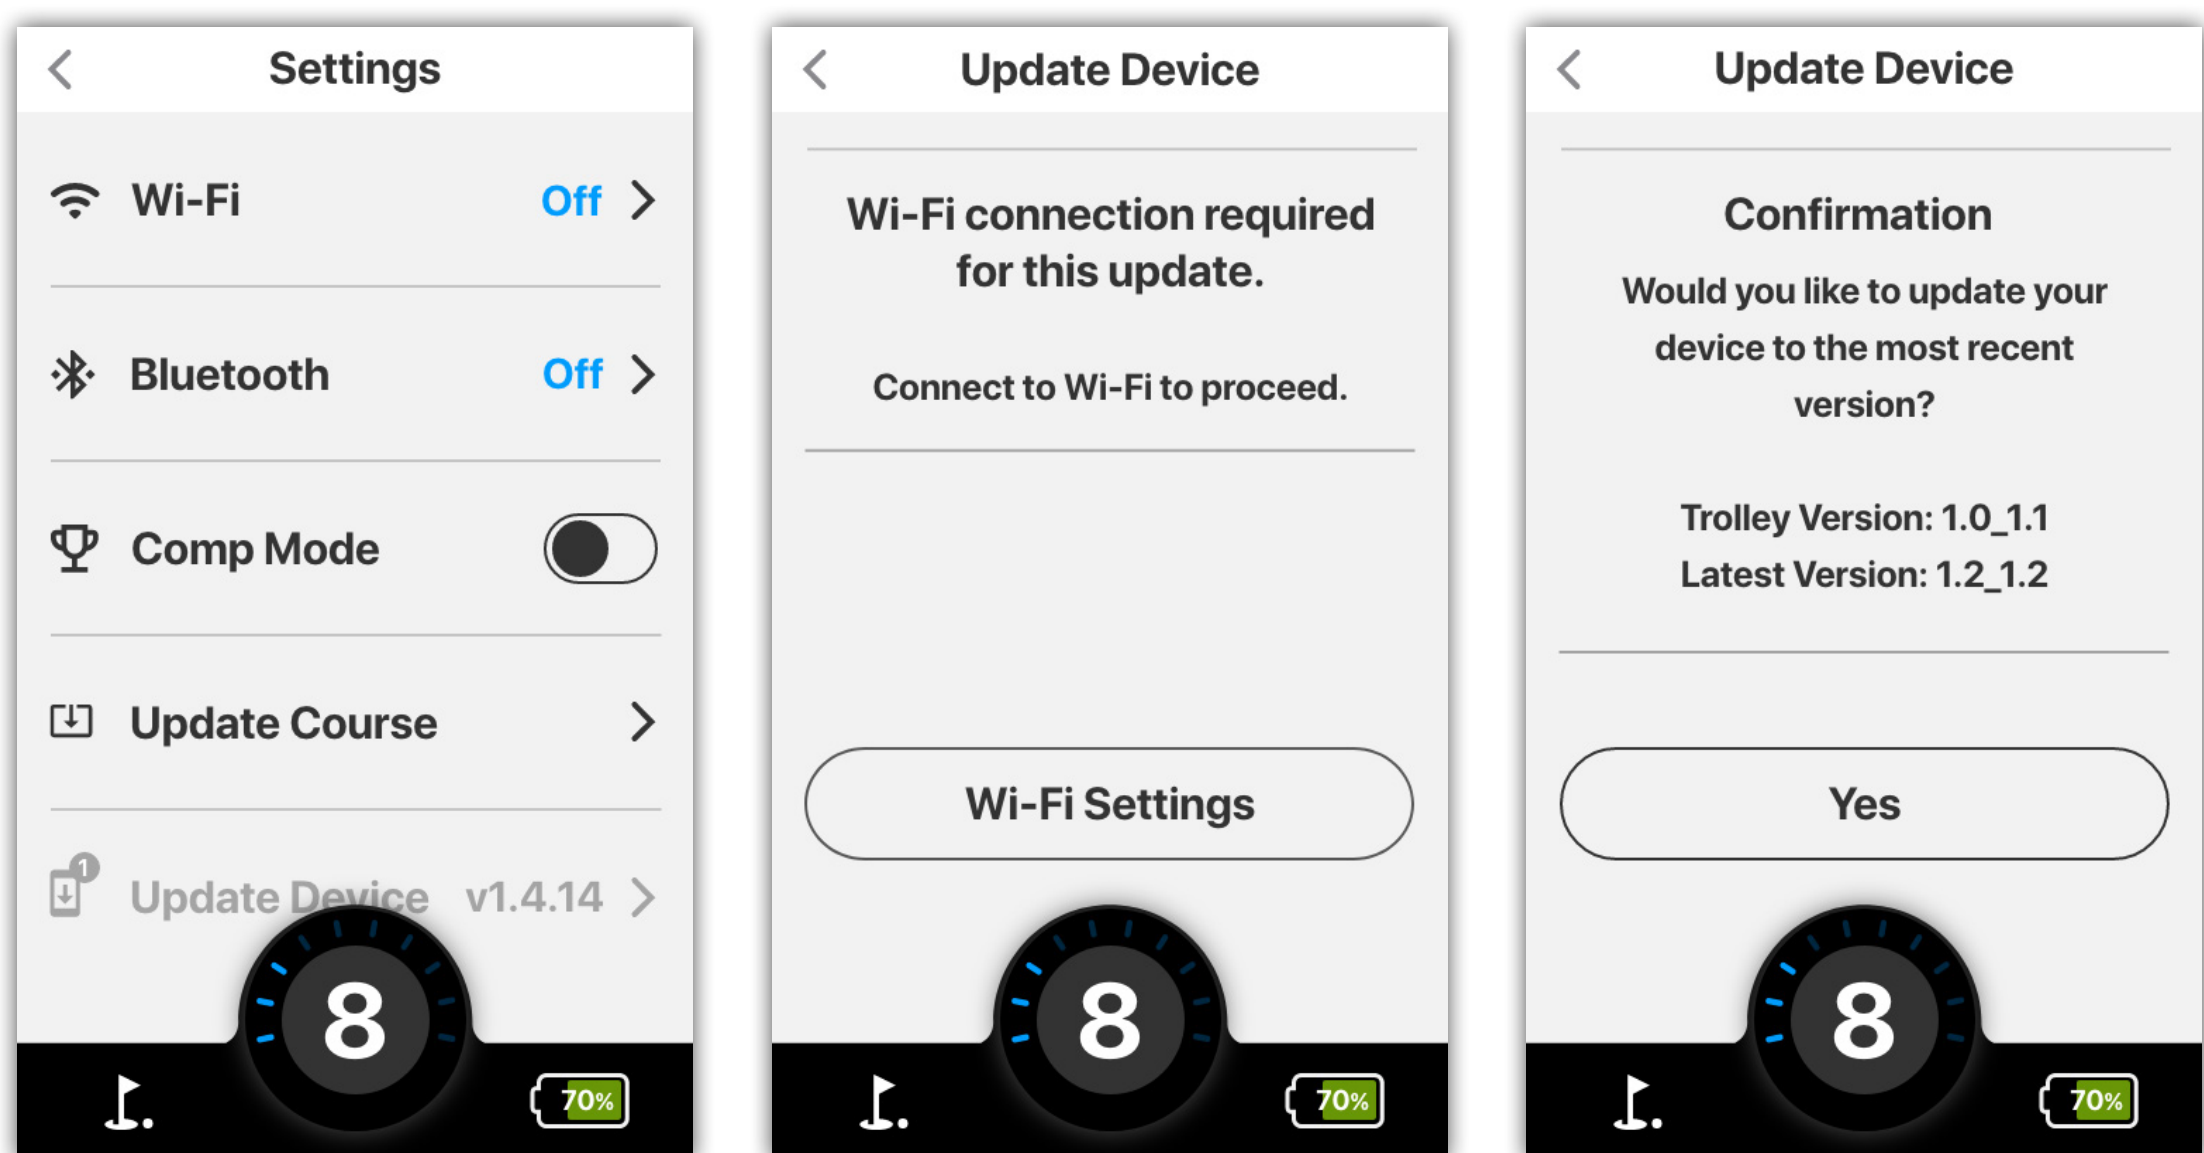 Settings
Wi-Fi Off
Bluetooth Off
Comp Mode
Update Course
1
Update Device v1.4.14
8
70%
Update Device
Wi-Fi connection required
for this update.
Connect to Wi-Fi to proceed.
Wi-Fi Settings
8
70%
Update Device
Confirmation
Would you like to update your
device to the most recent
version?
Trolley Version: 1.0_1.1
Latest Version: 1.2_1.2
Yes
8
70%